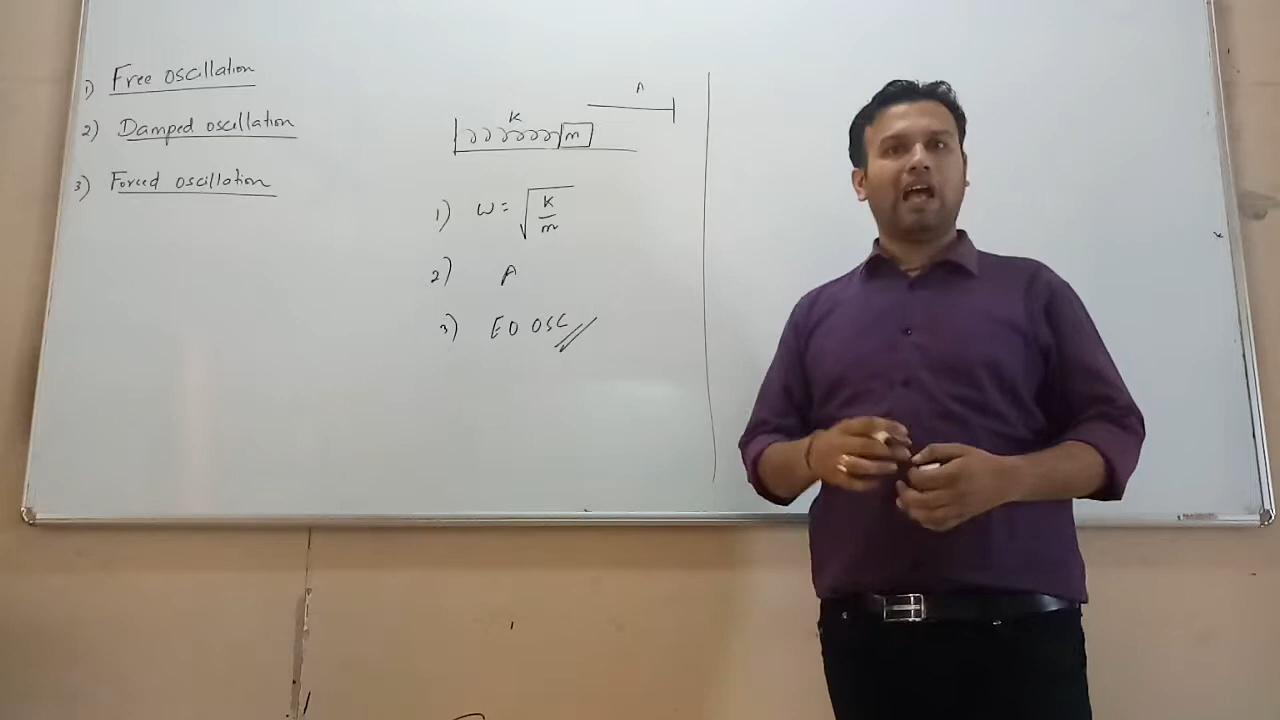 1) Free oscillation
2) Damped oscillation
3) Forced oscillation
A
K
m
1) ω = √(K/m)
2) A
3) EO OSC